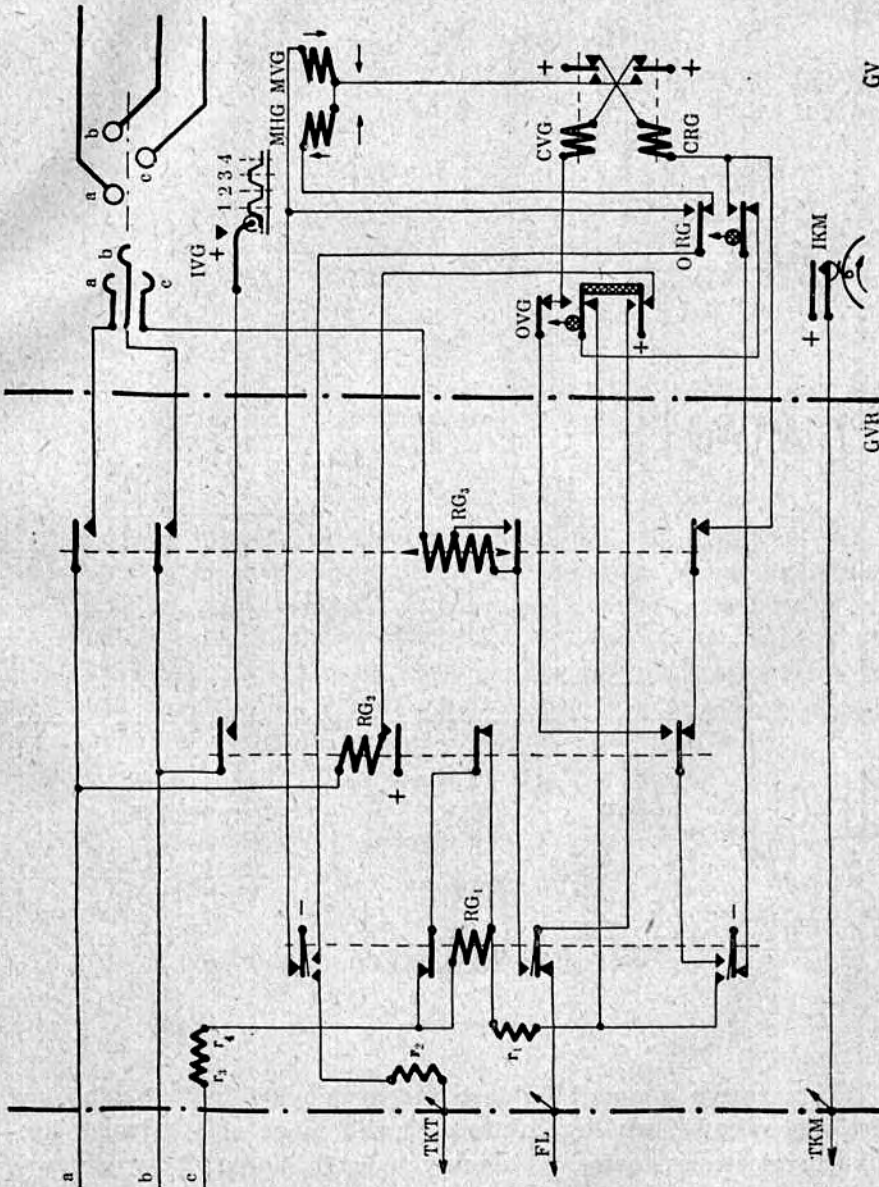 a
b
c
a
b
c
a
b
c
IVG
+
1 2 3 4
MHG MVG
RG₃
RG₂
+
RG₁
r₃ r₄
r₂
r₁
OVG
+
OIRG
CVG
CRG
+
+
IKM
+
TKT
FL
TKM
GVR
GV